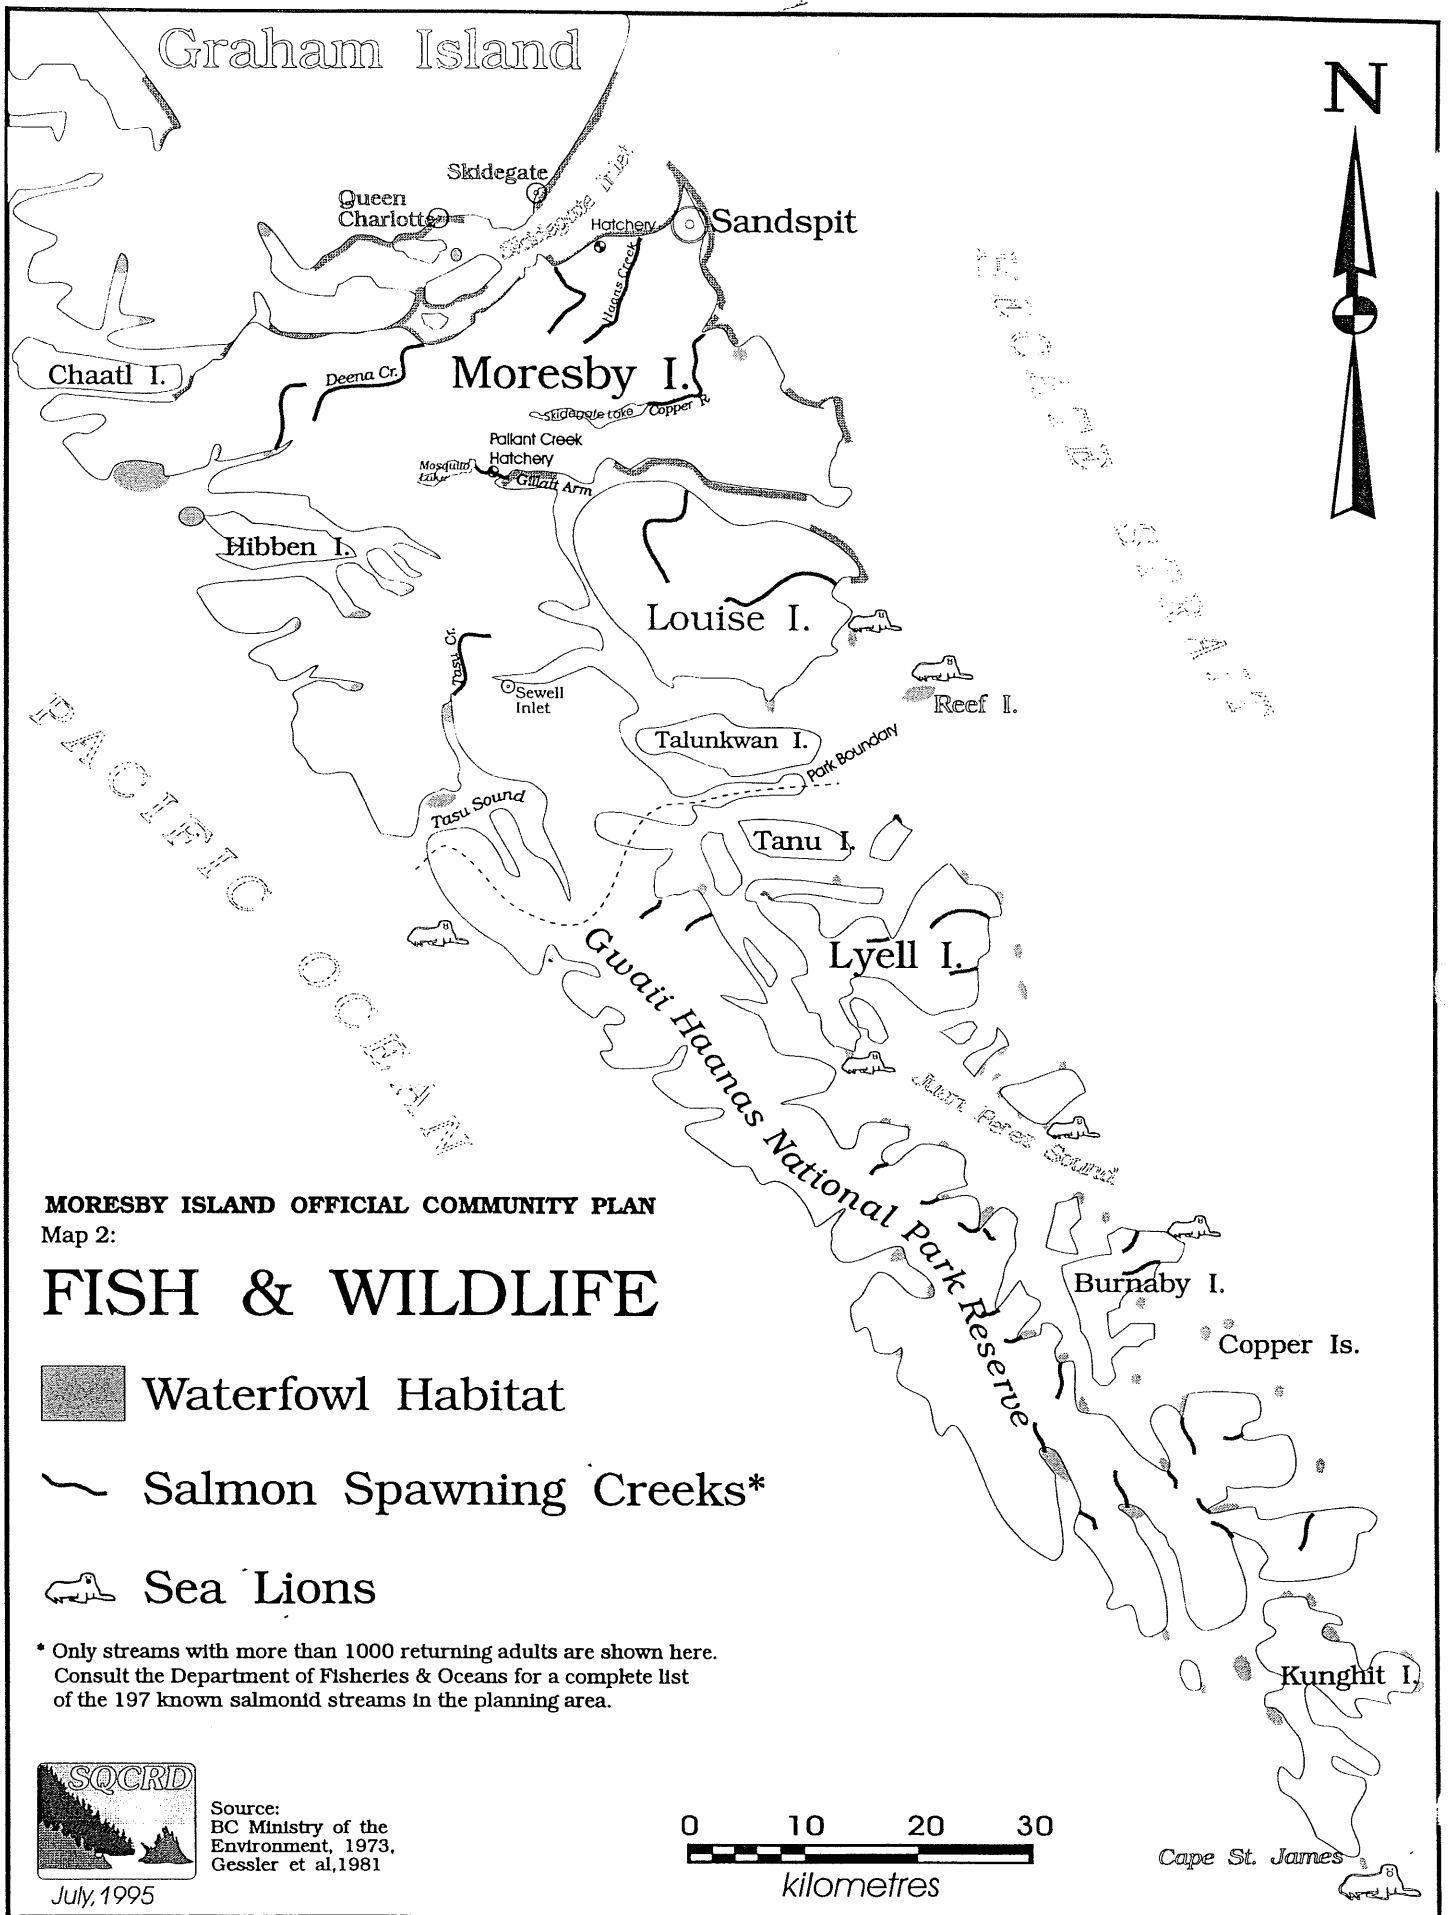 Graham Island
N
Skidegate
Skidegate Inlet
Queen
Charlotte
Hatchery
Sandspit
Haans Creek
HECATE STRAIT
Chaatl I.
Deena Cr.
Moresby I.
Skidegate Lake
Copper R.
Pallant Creek
Hatchery
Mosquito
Lake
Gillatt Arm
Hibben I.
Louise I.
Tasu Cr.
Sewell
Inlet
Reef I.
Talunkwan I.
Park Boundary
PACIFIC OCEAN
Tasu Sound
Tanu I.
Lyell I.
Gwaii Haanas National Park Reserve
Juan Perez Sound
Burnaby I.
Copper Is.
Kunghit I.
Cape St. James
MORESBY ISLAND OFFICIAL COMMUNITY PLAN
Map 2:
FISH & WILDLIFE
Waterfowl Habitat
Salmon Spawning Creeks*
Sea Lions
* Only streams with more than 1000 returning adults are shown here.
Consult the Department of Fisheries & Oceans for a complete list
of the 197 known salmonid streams in the planning area.
SQCRD
July, 1995
Source:
BC Ministry of the
Environment, 1973,
Gessler et al,1981
0 10 20 30
kilometres